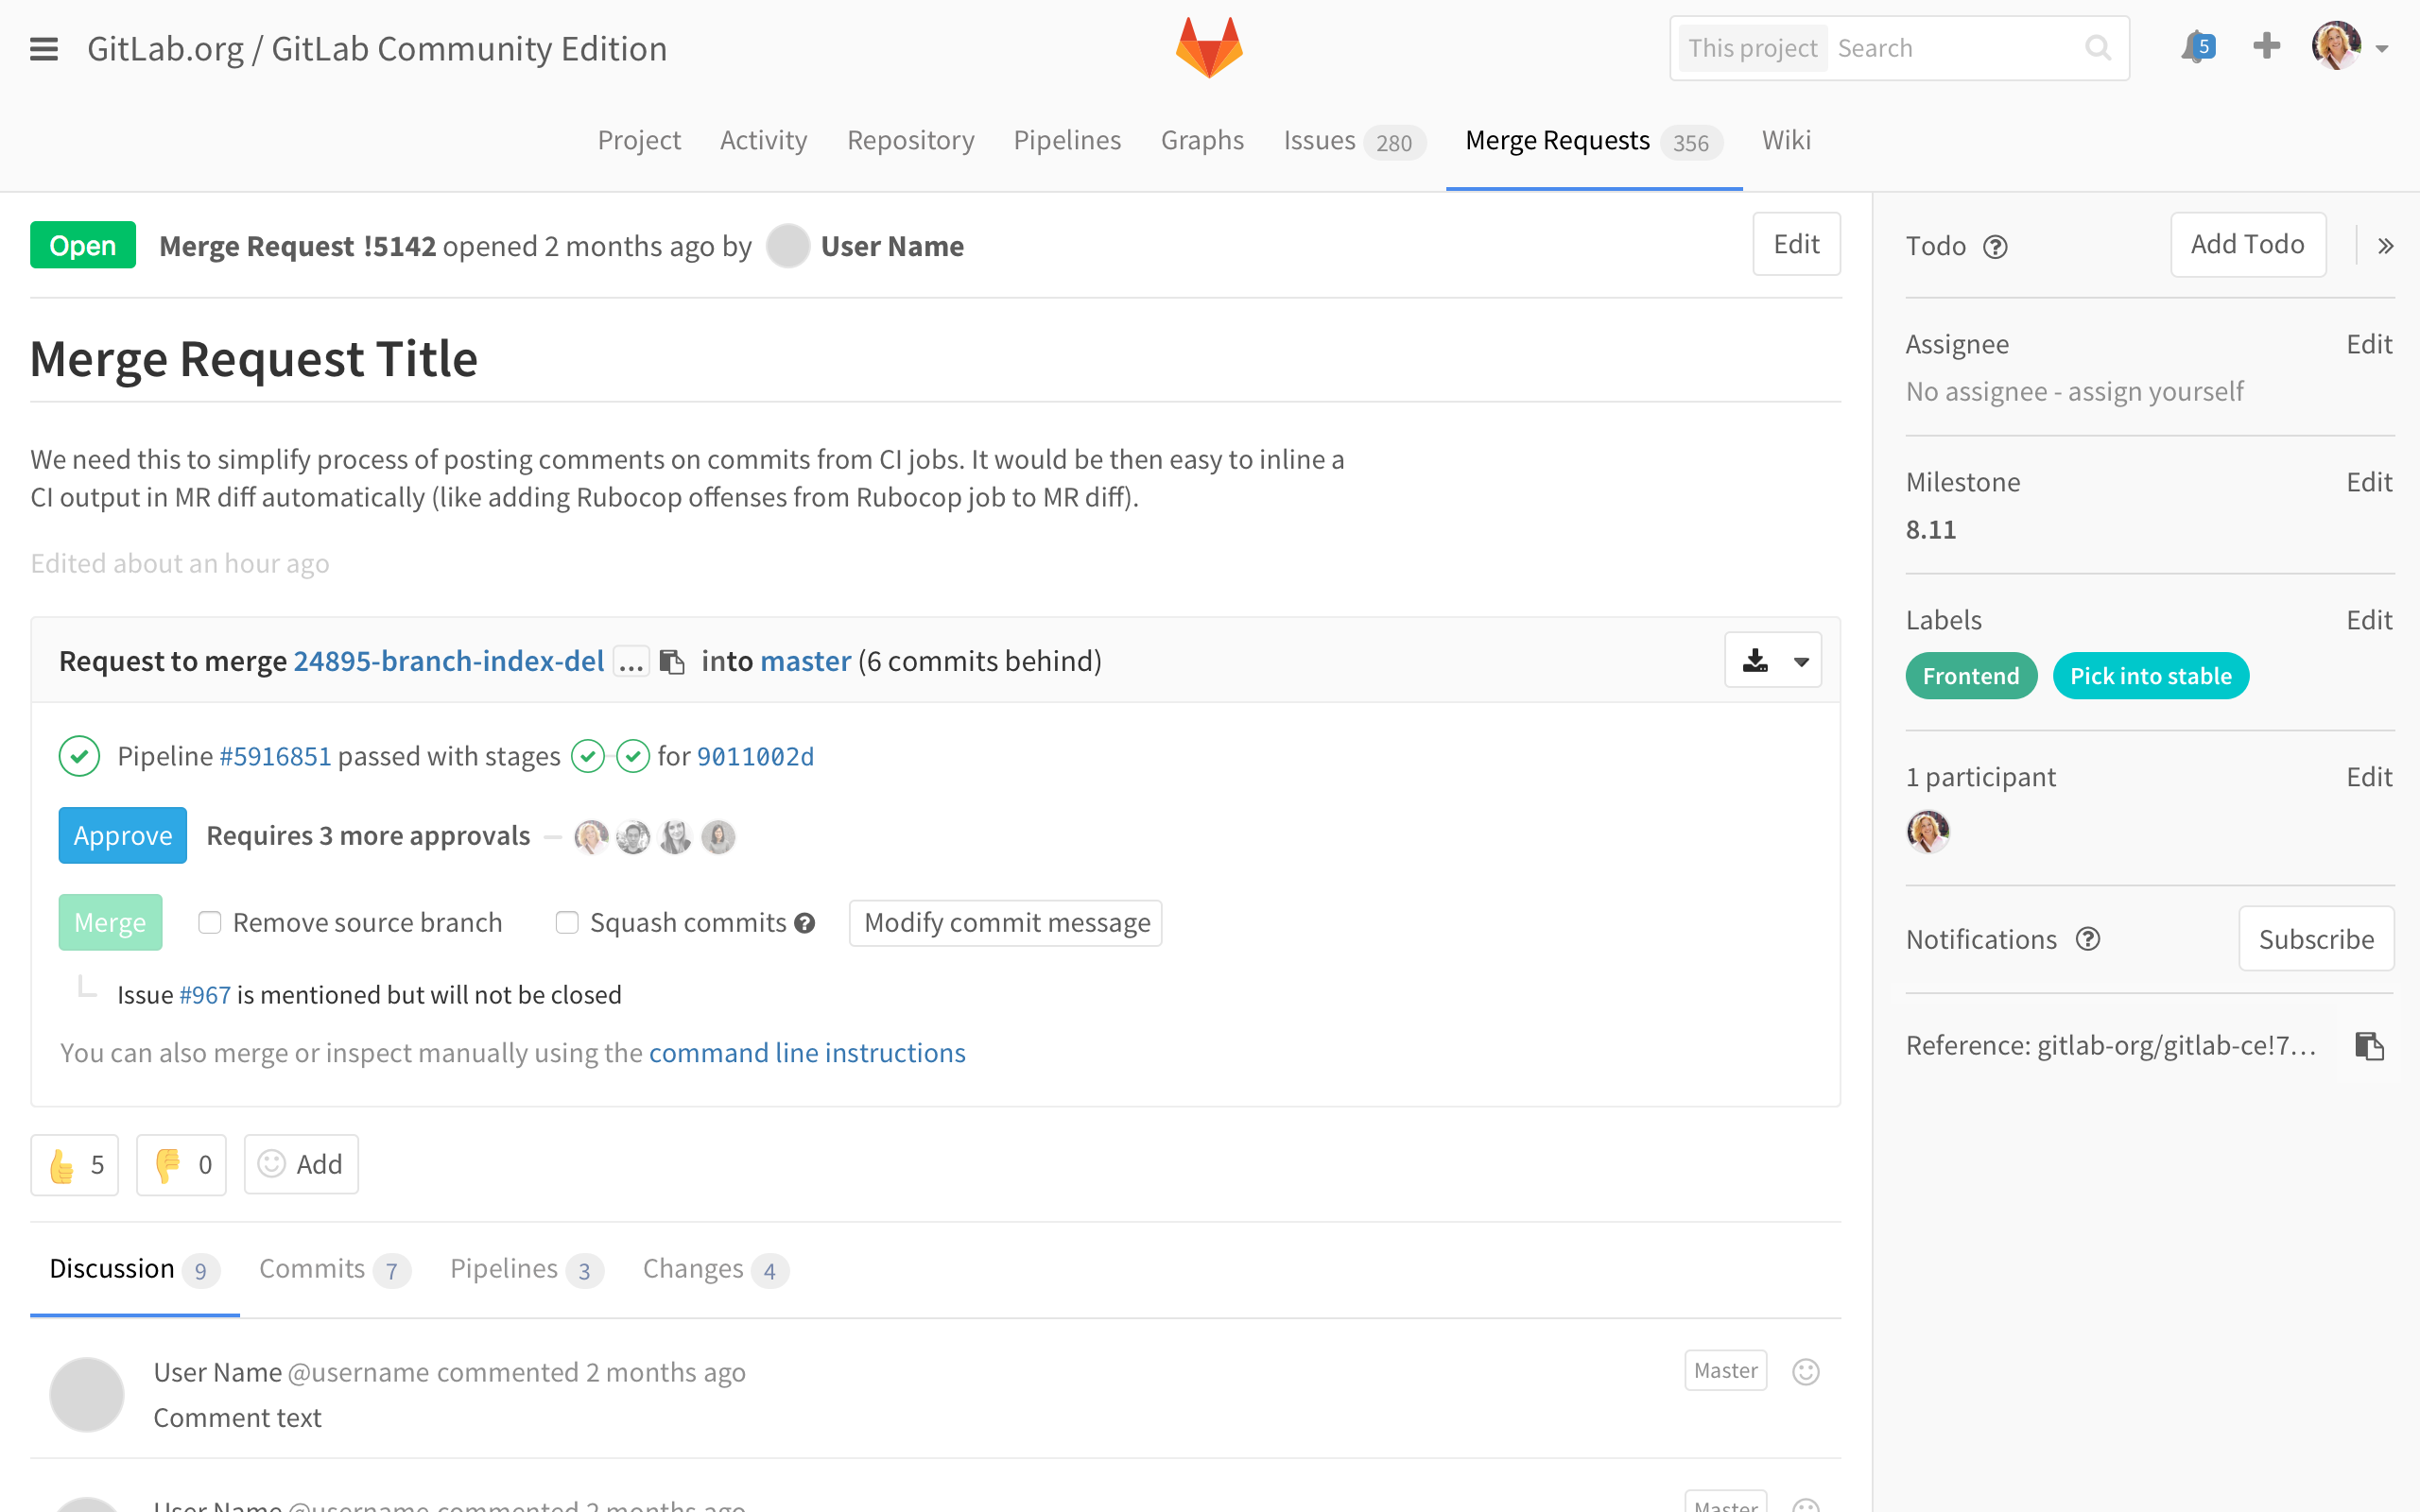 GitLab.org / GitLab Community Edition
This project Search
5
Project Activity Repository Pipelines Graphs Issues 280 Merge Requests 356 Wiki
Open Merge Request !5142 opened 2 months ago by User Name Edit
Merge Request Title
We need this to simplify process of posting comments on commits from CI jobs. It would be then easy to inline a
CI output in MR diff automatically (like adding Rubocop offenses from Rubocop job to MR diff).
Edited about an hour ago
Request to merge 24895-branch-index-del ... into master (6 commits behind)
Pipeline #5916851 passed with stages for 9011002d
Approve Requires 3 more approvals
Merge Remove source branch Squash commits Modify commit message
Issue #967 is mentioned but will not be closed
You can also merge or inspect manually using the command line instructions
5 0 Add
Discussion 9 Commits 7 Pipelines 3 Changes 4
User Name @username commented 2 months ago Master
Comment text
User Name @username commented 2 months ago Master
Todo Add Todo
Assignee Edit
No assignee - assign yourself
Milestone Edit
8.11
Labels Edit
Frontend Pick into stable
1 participant Edit
Notifications Subscribe
Reference: gitlab-org/gitlab-ce!7...